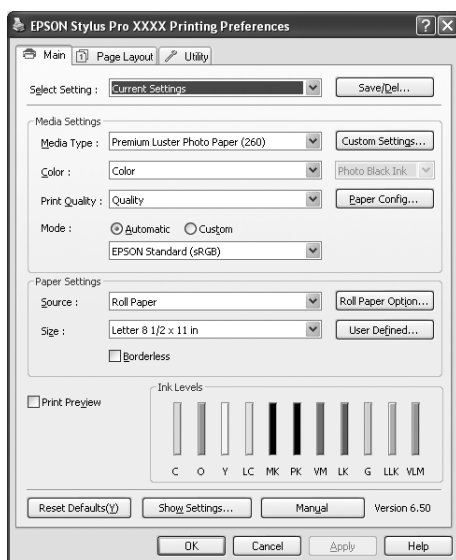 EPSON Stylus Pro XXXX Printing Preferences
Main Page Layout Utility
Select Setting : Current Settings Save/Del...
Media Settings
Media Type : Premium Luster Photo Paper (260) Custom Settings...
Color : Color Photo Black Ink
Print Quality : Quality Paper Config...
Mode : Automatic Custom
EPSON Standard (sRGB)
Paper Settings
Source : Roll Paper Roll Paper Option...
Size : Letter 8 1/2 x 11 in User Defined...
Borderless
Print Preview
Ink Levels
C O Y LC MK PK VM LK G LLK VLM
Reset Defaults(Y) Show Settings... Manual Version 6.50
OK Cancel Apply Help